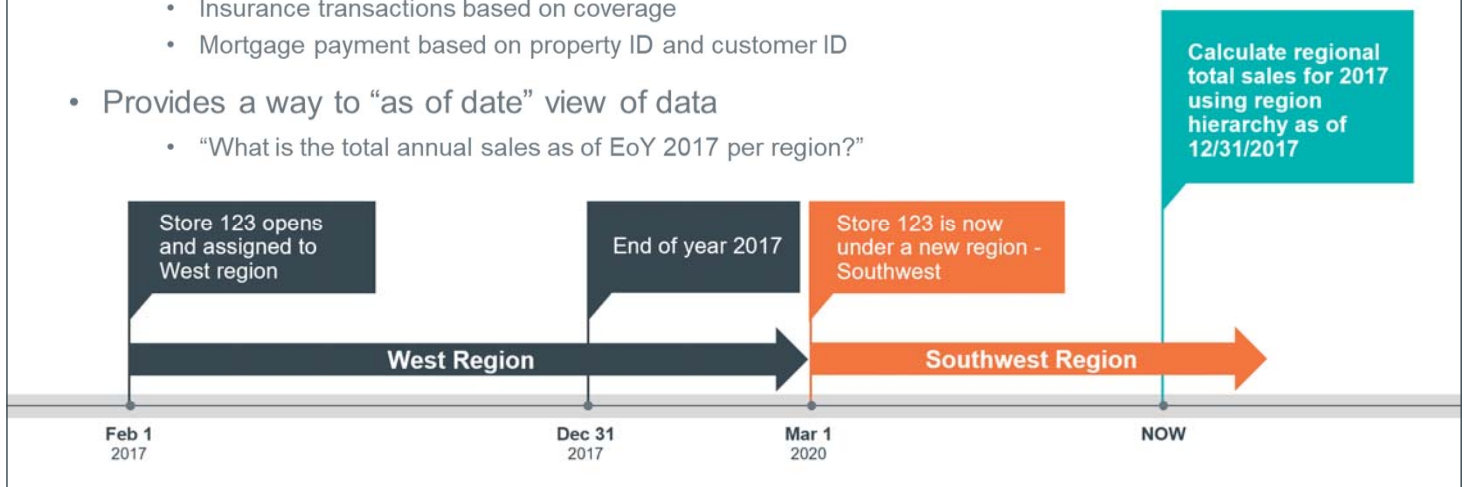 • Insurance transactions based on coverage
• Mortgage payment based on property ID and customer ID
• Provides a way to “as of date” view of data
• “What is the total annual sales as of EoY 2017 per region?”
Calculate regional
total sales for 2017
using region
hierarchy as of
12/31/2017
Store 123 opens
and assigned to
West region
End of year 2017
Store 123 is now
under a new region -
Southwest
West Region
Southwest Region
Feb 1
2017
Dec 31
2017
Mar 1
2020
NOW